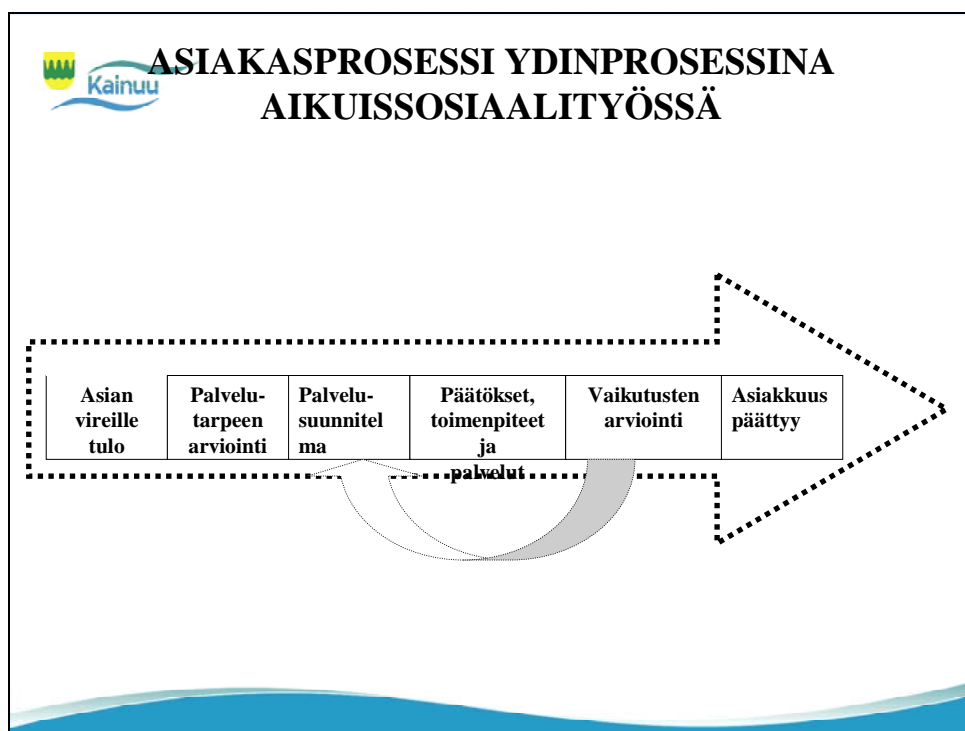 ASIAKASPROSESSI YDINPROSESSINA
AIKUISSOSIAALITYÖSSÄ
Kainuu
Asian
vireille
tulo
Palvelu-
tarpeen
arviointi
Palvelu-
suunnitel
ma
Päätökset,
toimenpiteet
ja
palvelut
Vaikutusten
arviointi
Asiakkuus
päättyy